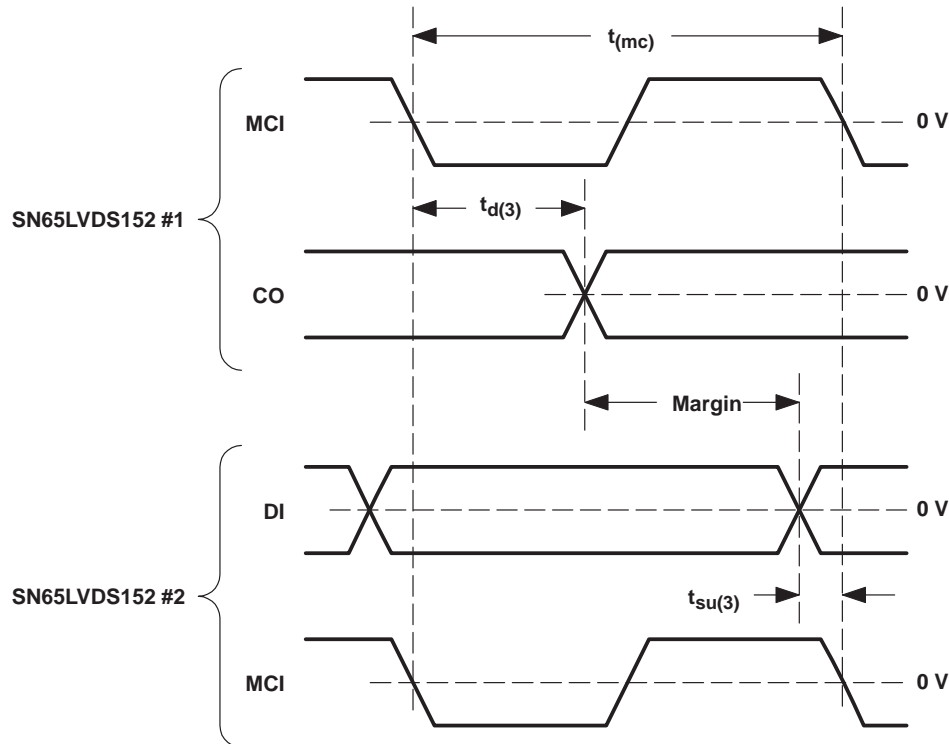 t(mc)
MCI
0 V
SN65LVDS152 #1
td(3)
CO
0 V
Margin
DI
0 V
SN65LVDS152 #2
tsu(3)
MCI
0 V